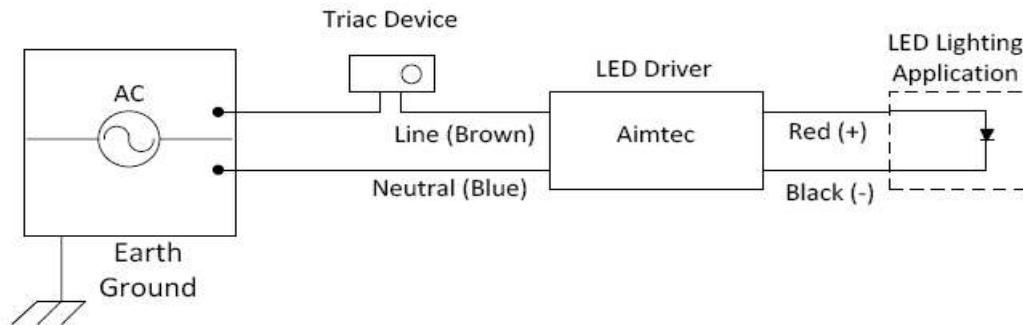 Triac Device
AC
Line (Brown)
Neutral (Blue)
Earth
Ground
LED Driver
Aimtec
Red (+)
Black (-)
LED Lighting
Application